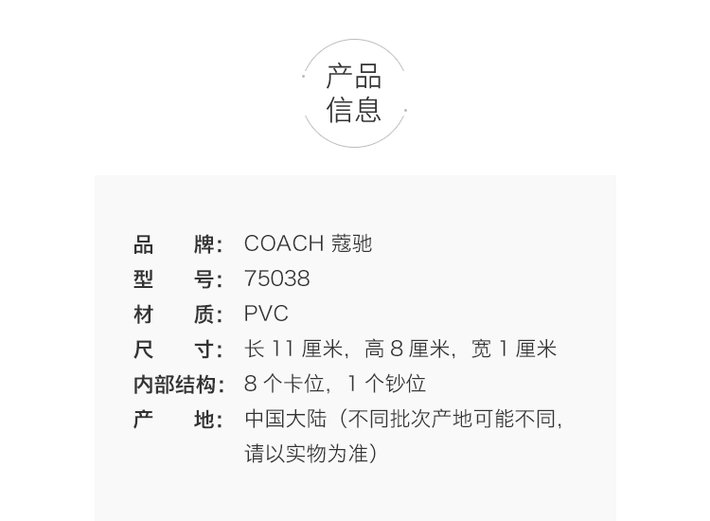 产品
信息
品 牌： COACH 蔻驰
型 号： 75038
材 质： PVC
尺 寸： 长 11 厘米，高 8 厘米，宽 1 厘米
内部结构： 8 个卡位，1 个钞位
产 地： 中国大陆（不同批次产地可能不同，
请以实物为准）